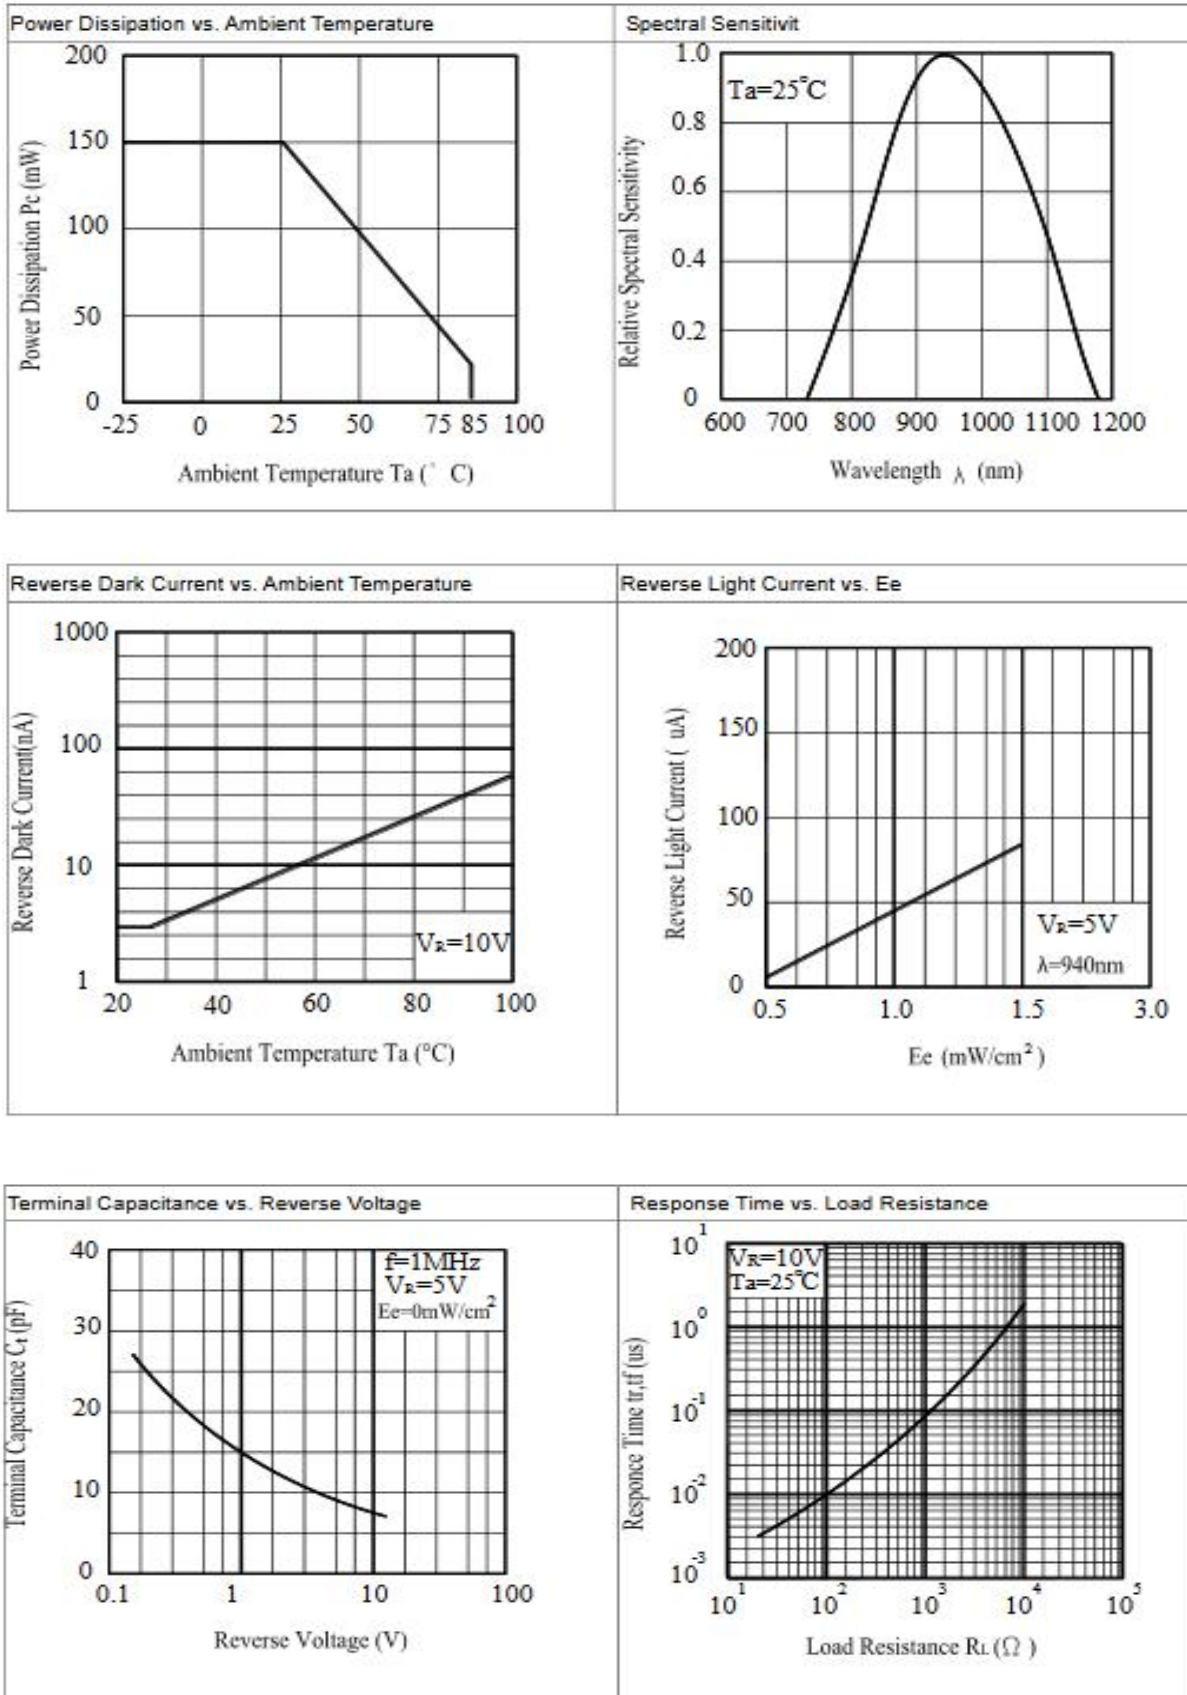 Power Dissipation vs. Ambient Temperature
200
150
100
50
0
-25
0
25
50
75
85
100
Power Dissipation Pc (mW)
Ambient Temperature Ta (° C)
Spectral Sensitivit
Ta=25°C
1.0
0.8
0.6
0.4
0.2
0
600
700
800
900
1000
1100
1200
Relative Spectral Sensitivity
Wavelength λ (nm)
Reverse Dark Current vs. Ambient Temperature
1000
100
10
1
20
40
60
80
100
VR=10V
Reverse Dark Current(nA)
Ambient Temperature Ta (°C)
Reverse Light Current vs. Ee
200
150
100
50
0
0.5
1.0
1.5
3.0
VR=5V
λ=940nm
Reverse Light Current ( uA)
Ee (mW/cm²)
Terminal Capacitance vs. Reverse Voltage
40
30
20
10
0
0.1
1
10
100
f=1MHz
VR=5V
Ee=0mW/cm²
Terminal Capacitance Ct (pF)
Reverse Voltage (V)
Response Time vs. Load Resistance
10¹
10⁰
10⁻¹
10⁻²
10⁻³
10¹
10²
10³
10⁴
10⁵
VR=10V
Ta=25°C
Responce Time tr,tf (us)
Load Resistance RL (Ω )